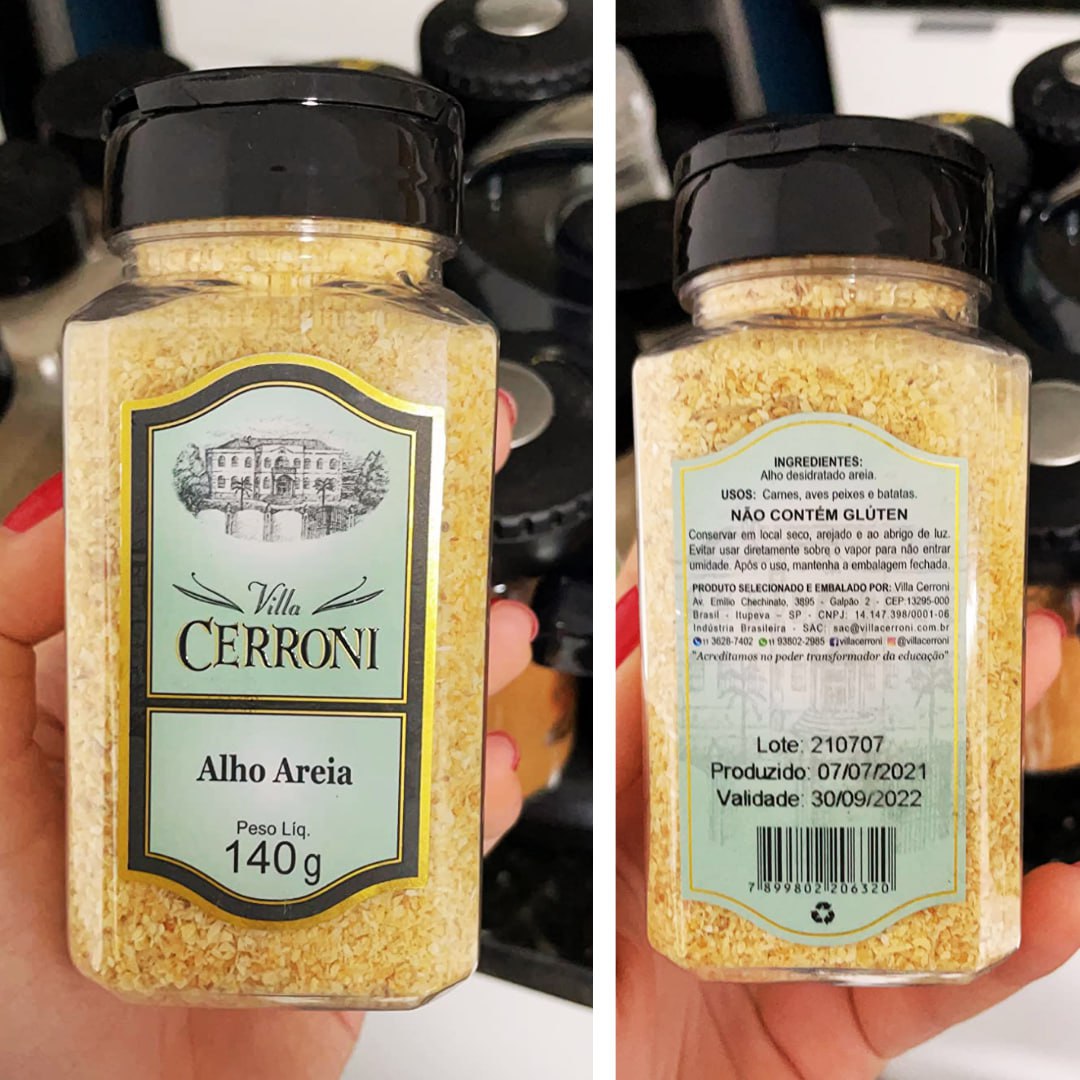 Villa
CERRONI
Alho Areia
Peso Líq.
140g
INGREDIENTES:
Alho desidratado areia.
USOS: Carnes, aves peixes e batatas.
NÃO CONTÉM GLÚTEN
Conservar em local seco, arejado e ao abrigo de luz.
Evitar usar diretamente sobre o vapor para não entrar
umidade. Após o uso, mantenha a embalagem fechada.
PRODUTO SELECIONADO E EMBALADO POR: Villa Cerroni
Av. Emílio Chechinato, 3895 - Galpão 2 - CEP:13295-000
Brasil - Itupeva - SP - CNPJ: 14.147.398/0001-06
Indústria Brasileira - SAC: sac@villacerroni.com.br
11 3628-7402 11 93802-2985 villacerroni @villacerroni
"Acreditamos no poder transformador da educação"
Lote: 210707
Produzido: 07/07/2021
Validade: 30/09/2022
7 899802 206320